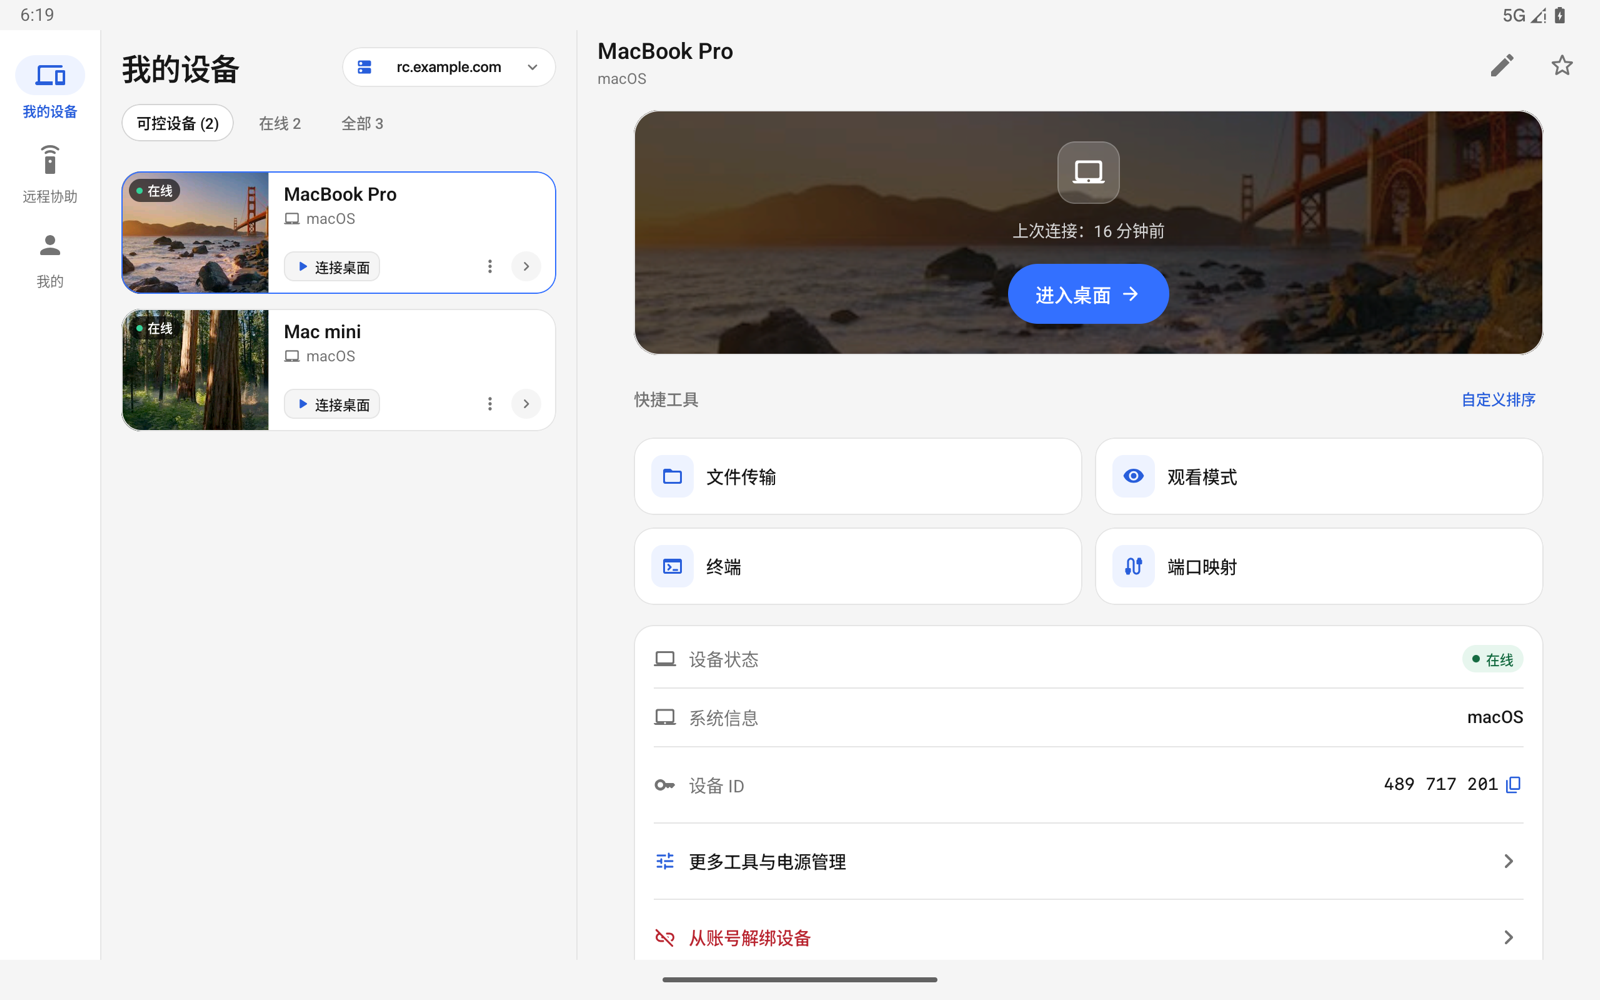 6:19
5G
我的设备
远程协助
我的
我的设备
rc.example.com
可控设备 (2)
在线 2
全部 3
在线
MacBook Pro
macOS
连接桌面
在线
Mac mini
macOS
连接桌面
MacBook Pro
macOS
上次连接：16 分钟前
进入桌面
快捷工具
自定义排序
文件传输
观看模式
终端
端口映射
设备状态
在线
系统信息
macOS
设备 ID
489 717 201
更多工具与电源管理
从账号解绑设备